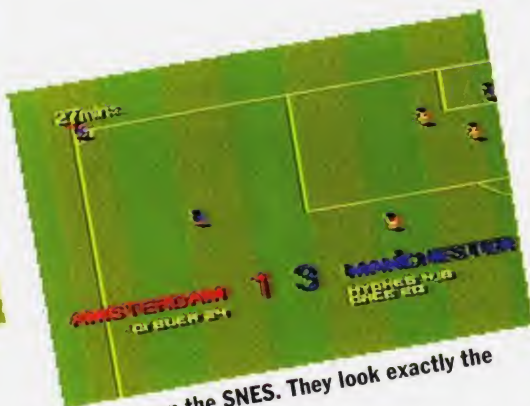 27mins
AMSTERDAM 1 3 MANCHESTER
the SNES. They look exactly the